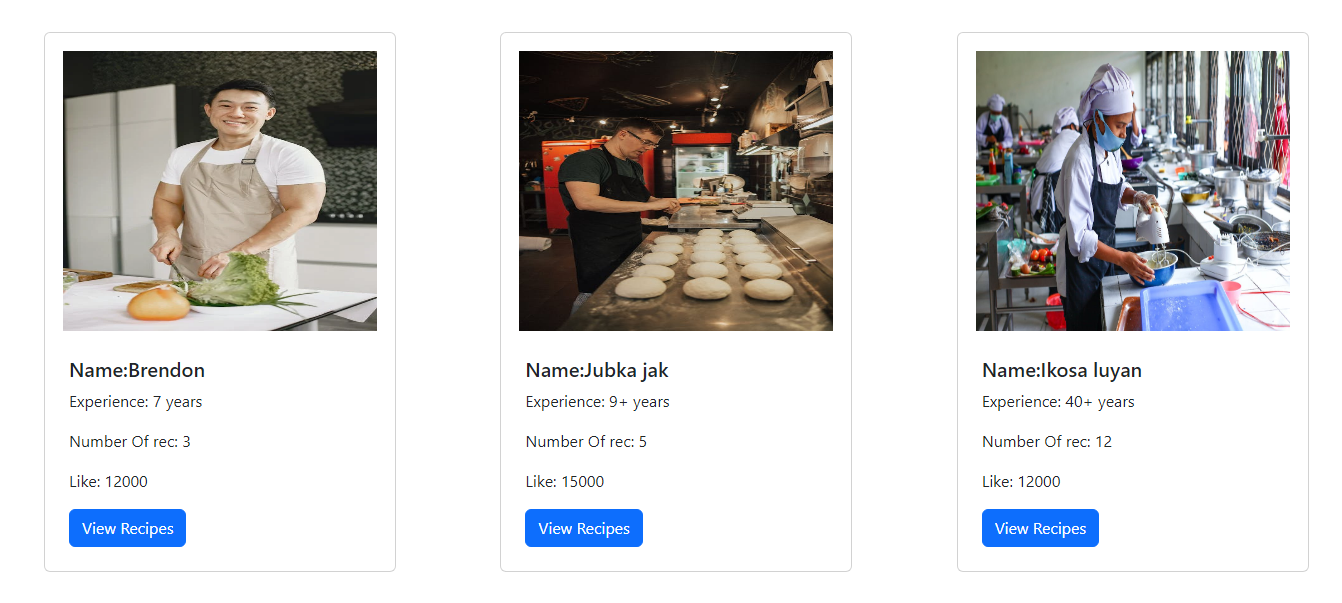 Name:Brendon
Experience: 7 years
Number Of rec: 3
Like: 12000
View Recipes
Name:Jubka jak
Experience: 9+ years
Number Of rec: 5
Like: 15000
View Recipes
Name:Ikosa luyan
Experience: 40+ years
Number Of rec: 12
Like: 12000
View Recipes